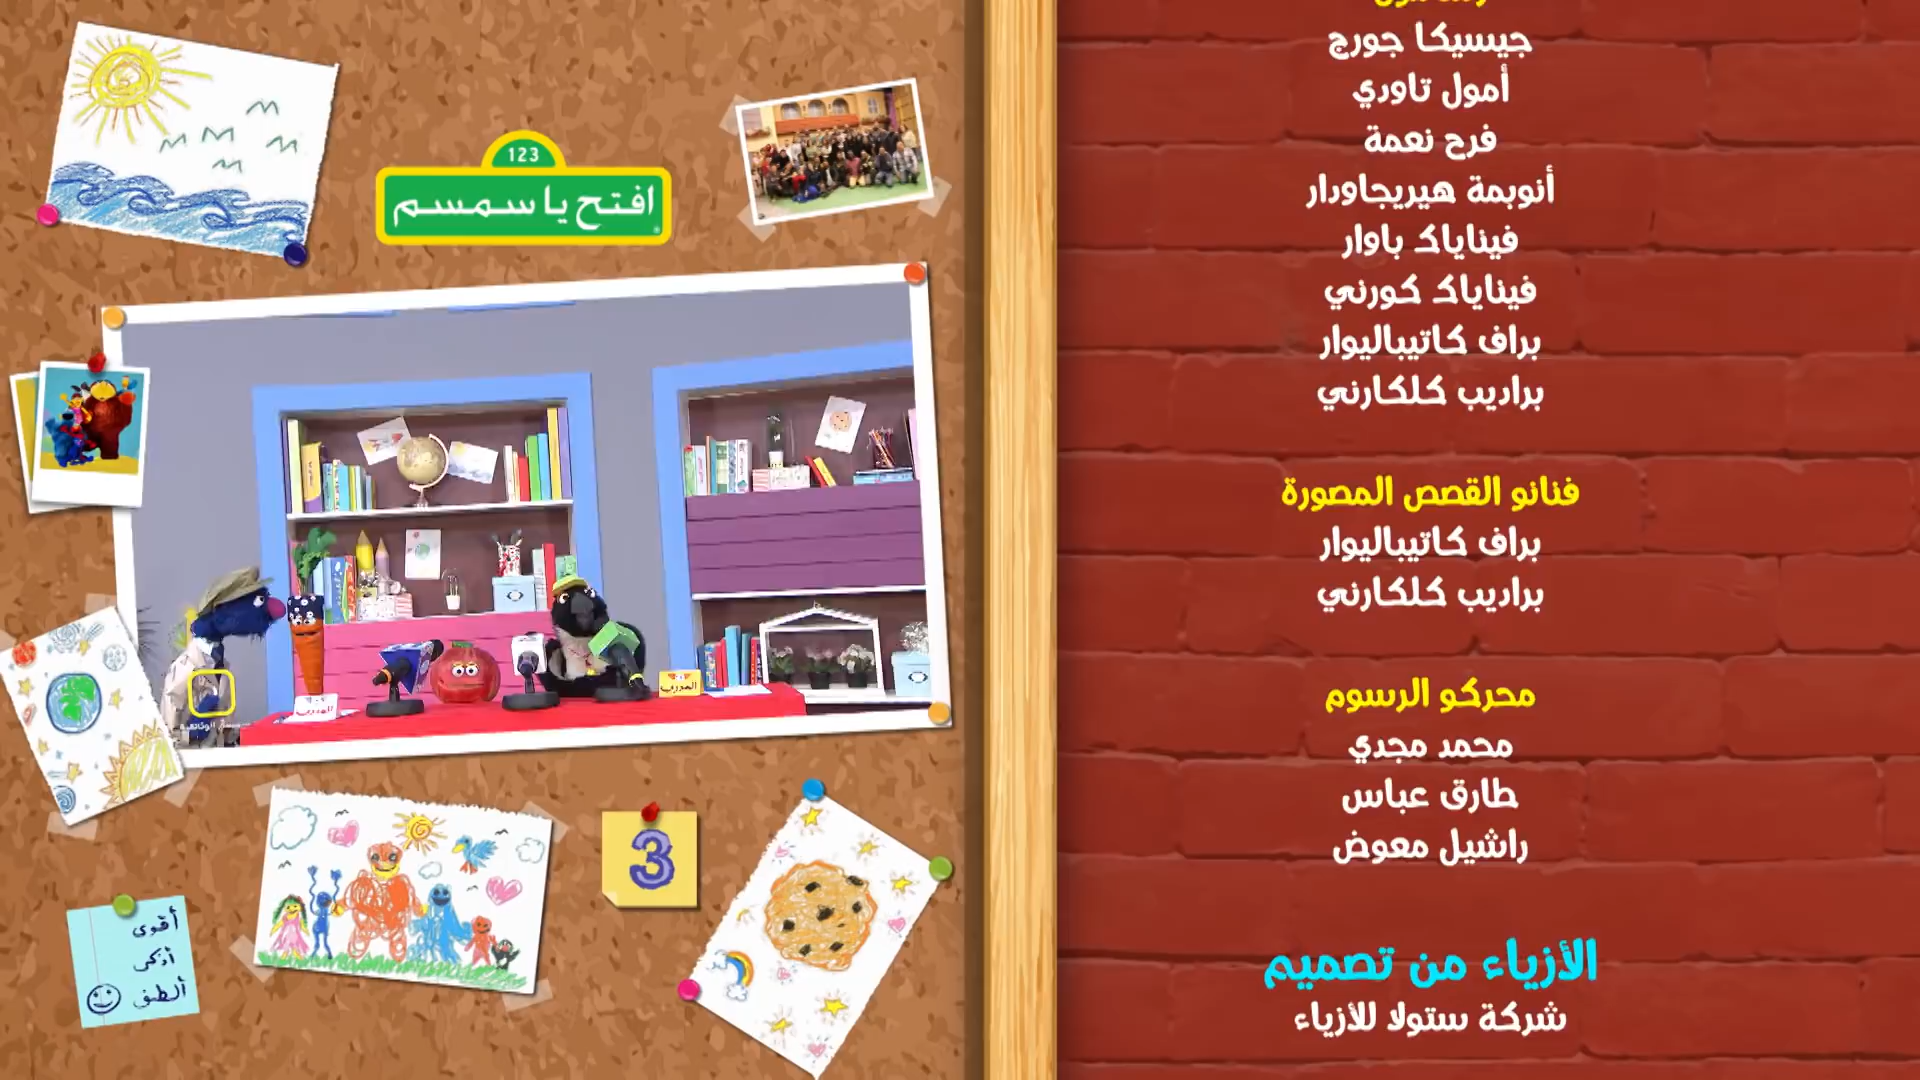 جيسيكا جورج
أمول تاودي
فرح نعمة
أنوبمة هيريجاودار
فيناياك باوار
فيناياك كورني
براف كاتيباليوار
براديب كلكارني
فنانو القصص المصورة
براف كاتيباليوار
براديب كلكارني
محركو الرسوم
محمد مجدي
طارق عباس
راشيل معوض
الأزياء من تصميم
شركة ستولا للأزياء
123
افتح يا سمسم
المدرب
3
أقوى
أذكى
ألطف